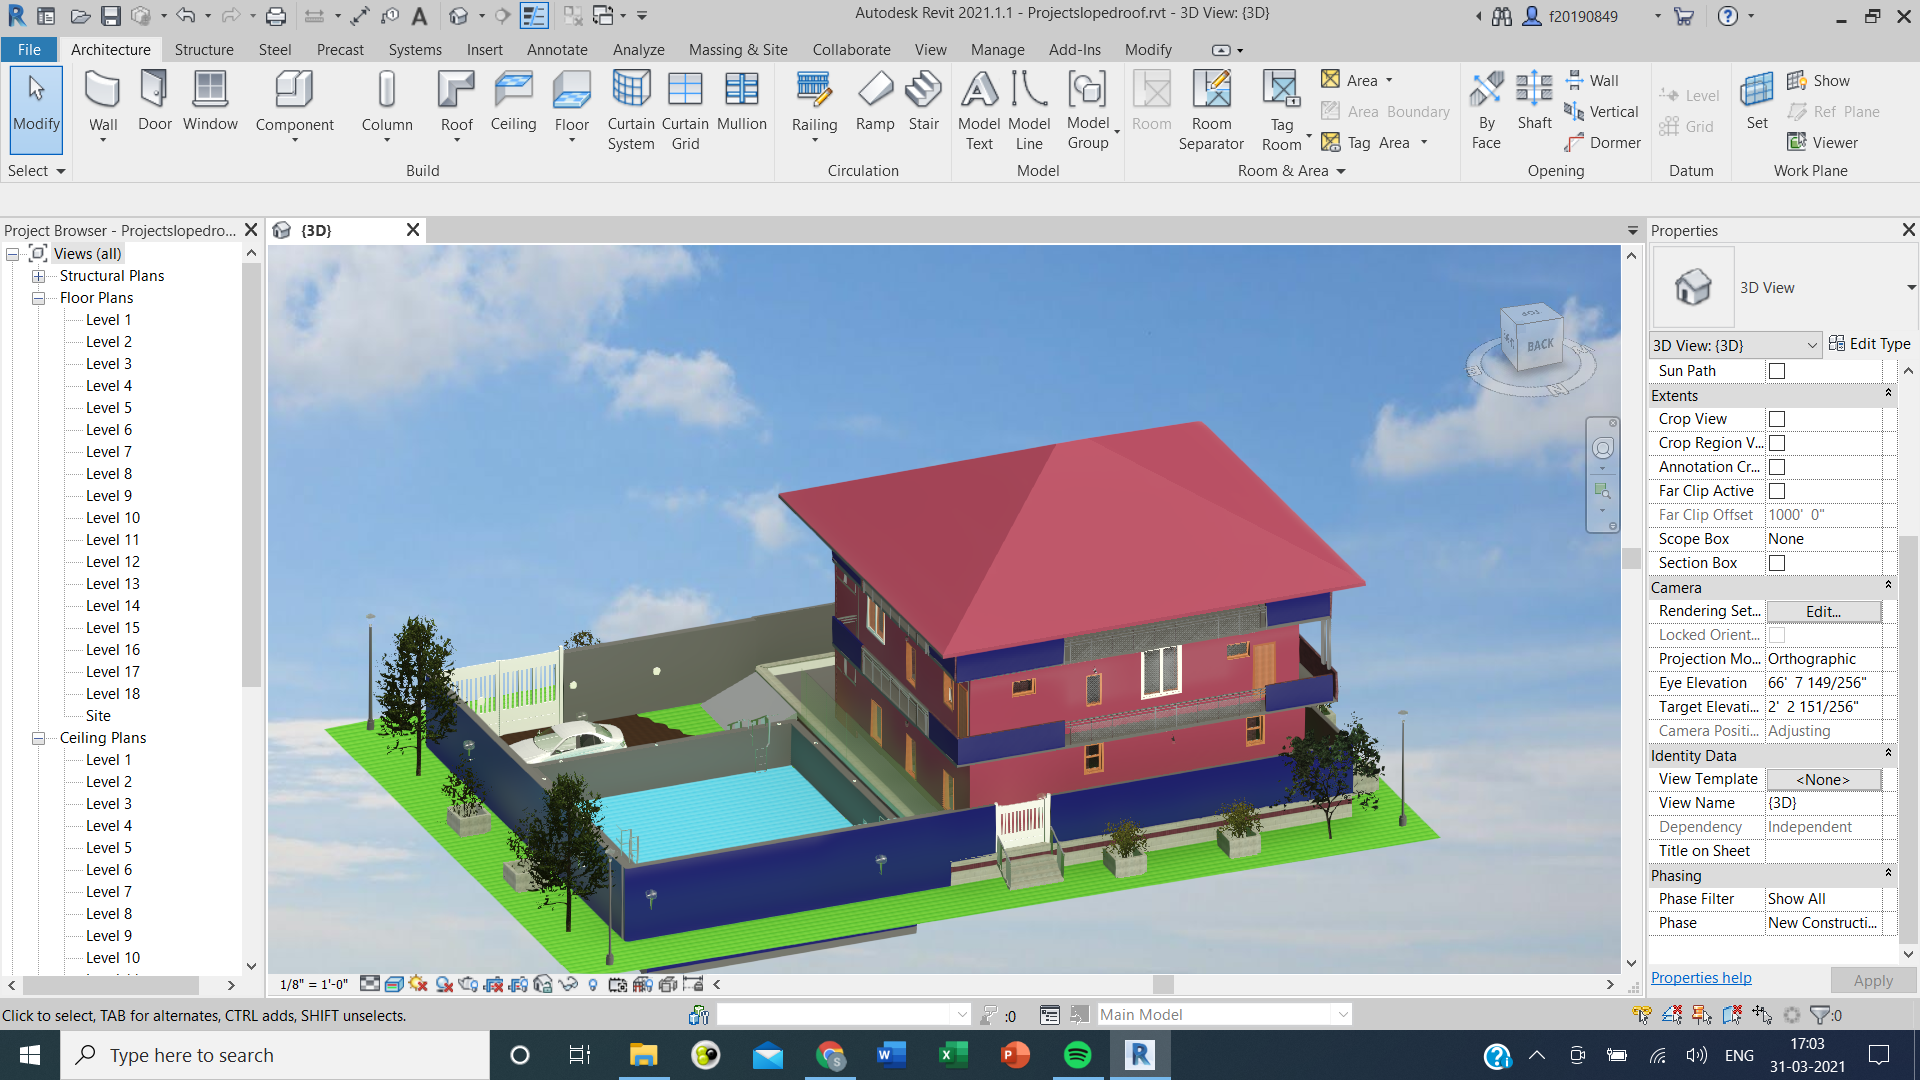 Autodesk Revit 2021.1.1 - Projectslopedroof.rvt - 3D View: {3D}
f20190849
File Architecture Structure Steel Precast Systems Insert Annotate Analyze Massing & Site Collaborate View Manage Add-Ins Modify
Modify
Wall
Door
Window
Component
Column
Roof
Ceiling
Floor
Curtain System
Curtain Grid
Mullion
Railing
Ramp
Stair
Model Text
Model Line
Model Group
Room
Room Separator
Tag Room
Area
Area Boundary
Tag Area
By Face
Shaft
Wall
Vertical
Dormer
Level
Grid
Set
Show
Ref Plane
Viewer
Select Build Circulation Model Room & Area Opening Datum Work Plane
Project Browser - Projectslopedro...
Views (all)
Structural Plans
Floor Plans
Level 1
Level 2
Level 3
Level 4
Level 5
Level 6
Level 7
Level 8
Level 9
Level 10
Level 11
Level 12
Level 13
Level 14
Level 15
Level 16
Level 17
Level 18
Site
Ceiling Plans
Level 1
Level 2
Level 3
Level 4
Level 5
Level 6
Level 7
Level 8
Level 9
Level 10
{3D}
TOP
BACK
Properties
3D View
3D View: {3D}
Edit Type
Sun Path
Extents
Crop View
Crop Region V...
Annotation Cr...
Far Clip Active
Far Clip Offset 1000' 0"
Scope Box None
Section Box
Camera
Rendering Set... Edit...
Locked Orient...
Projection Mo... Orthographic
Eye Elevation 66' 7 149/256"
Target Elevati... 2' 2 151/256"
Camera Positi... Adjusting
Identity Data
View Template <None>
View Name {3D}
Dependency Independent
Title on Sheet
Phasing
Phase Filter Show All
Phase New Constructi...
Properties help
Apply
1/8" = 1'-0"
Click to select, TAB for alternates, CTRL adds, SHIFT unselects.
:0
Main Model
:0
Type here to search
ENG
17:03
31-03-2021